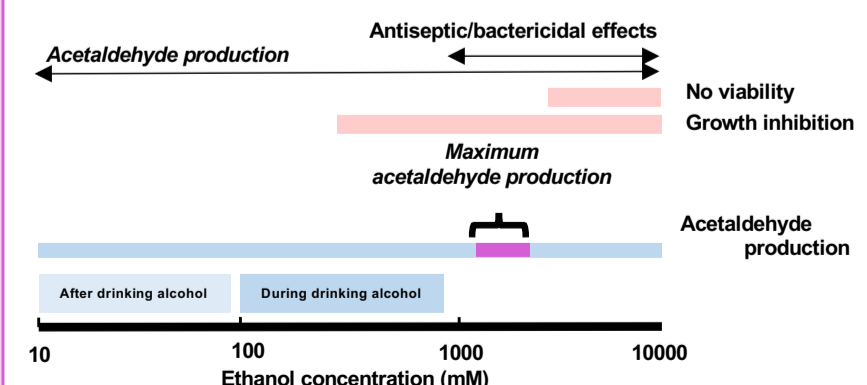 Antiseptic/bactericidal effects
Acetaldehyde production
No viability
Growth inhibition
Maximum
acetaldehyde production
Acetaldehyde
production
After drinking alcohol
During drinking alcohol
10
100
1000
10000
Ethanol concentration (mM)